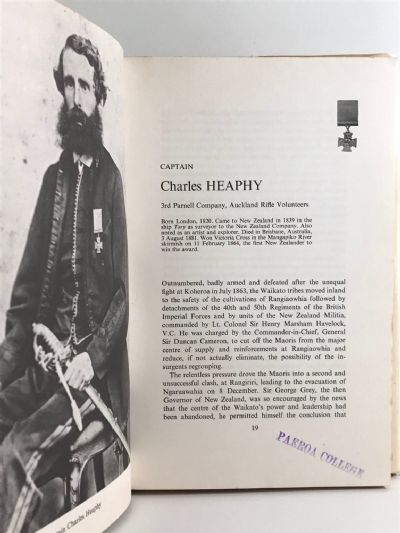 CAPTAIN
Charles HEAPHY
3rd Parnell Company, Auckland Rifle Volunteers
Born London, 1820. Came to New Zealand in 1839 in the
ship Tory as surveyor to the New Zealand Company. Also
noted as an artist and explorer. Died in Brisbane, Australia,
3 August 1881. Won Victoria Cross in the Mangapiko River
skirmish on 11 February 1864, the first New Zealander to
win the award.
Outnumbered, badly armed and defeated after the unequal
fight at Koheroa in July 1863, the Waikato tribes moved inland
to the safety of the cultivations of Rangiaowhia followed by
detachments of the 40th and 50th Regiments of the British
Imperial Forces and by units of the New Zealand Militia,
commanded by Lt. Colonel Sir Henry Marsham Havelock,
V.C. He was charged by the Commander-in-Chief, General
Sir Duncan Cameron, to cut off the Maoris from the major
centre of supply and reinforcements at Rangiaowhia and
reduce, if not actually eliminate, the possibility of the in-
surgents regrouping.
The relentless pressure drove the Maoris into a second and
unsuccessful clash, at Rangiriri, leading to the evacuation of
Ngaruawahia on 8 December. Sir George Grey, the then
Governor of New Zealand, was so encouraged by the news
that the centre of the Waikato's power and leadership had
been abandoned, he permitted himself the conclusion that
19
PAEROA COLLEGE
Charles Heaphy